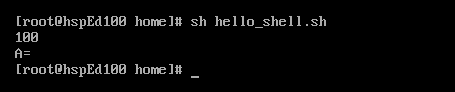 [root@hspEd100 home]# sh hello_shell.sh
100
A=
[root@hspEd100 home]# _